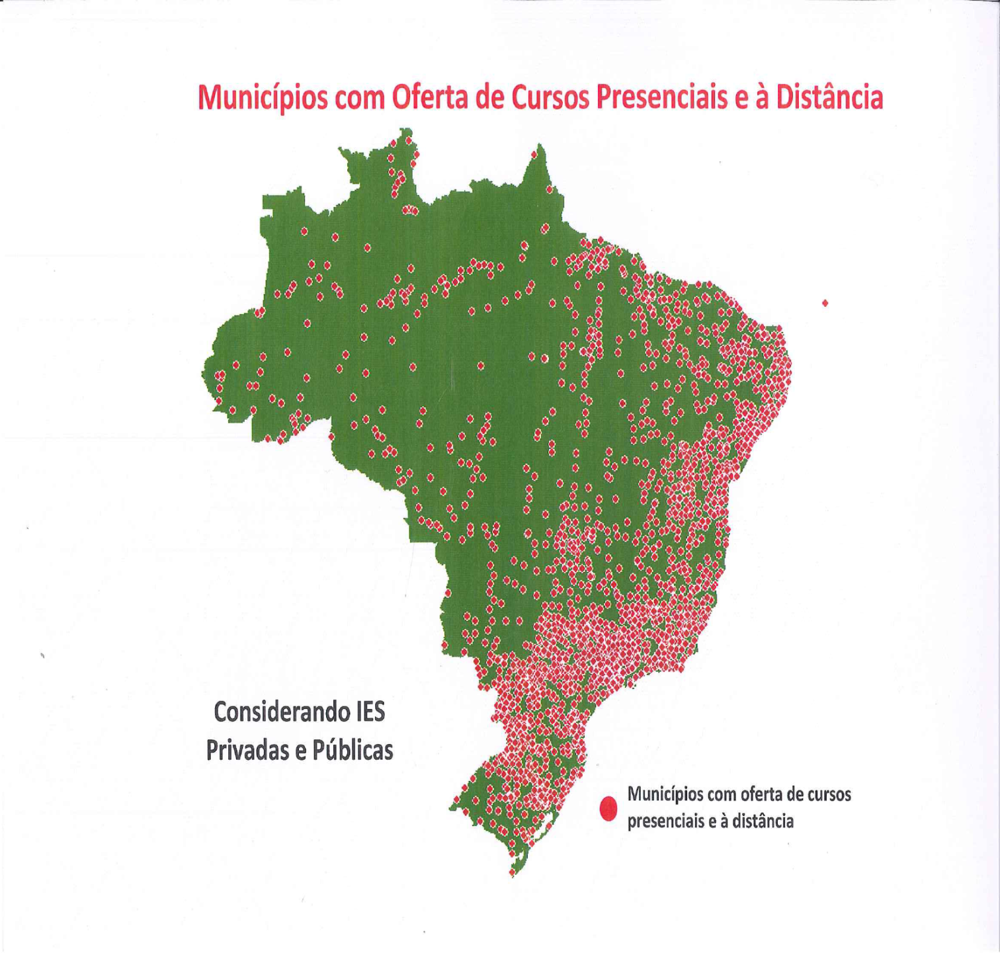 Municípios com Oferta de Cursos Presenciais e à Distância
Considerando IES
Privadas e Públicas
Municípios com oferta de cursos
presenciais e à distância